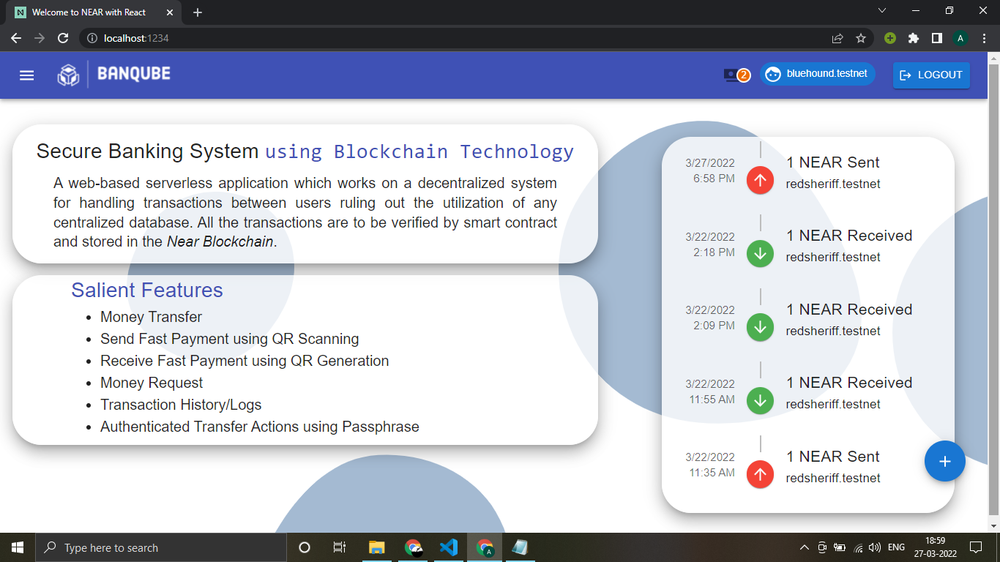 Welcome to NEAR with React
localhost:1234
A
BANQUBE
2
bluehound.testnet
LOGOUT
Secure Banking System using Blockchain Technology
A web-based serverless application which works on a decentralized system
for handling transactions between users ruling out the utilization of any
centralized database. All the transactions are to be verified by smart contract
and stored in the Near Blockchain.
Salient Features
• Money Transfer
• Send Fast Payment using QR Scanning
• Receive Fast Payment using QR Generation
• Money Request
• Transaction History/Logs
• Authenticated Transfer Actions using Passphrase
3/27/2022
6:58 PM
1 NEAR Sent
redsheriff.testnet
3/22/2022
2:18 PM
1 NEAR Received
redsheriff.testnet
3/22/2022
2:09 PM
1 NEAR Received
redsheriff.testnet
3/22/2022
11:55 AM
1 NEAR Received
redsheriff.testnet
3/22/2022
11:35 AM
1 NEAR Sent
redsheriff.testnet
Type here to search
A
ENG
18:59
27-03-2022